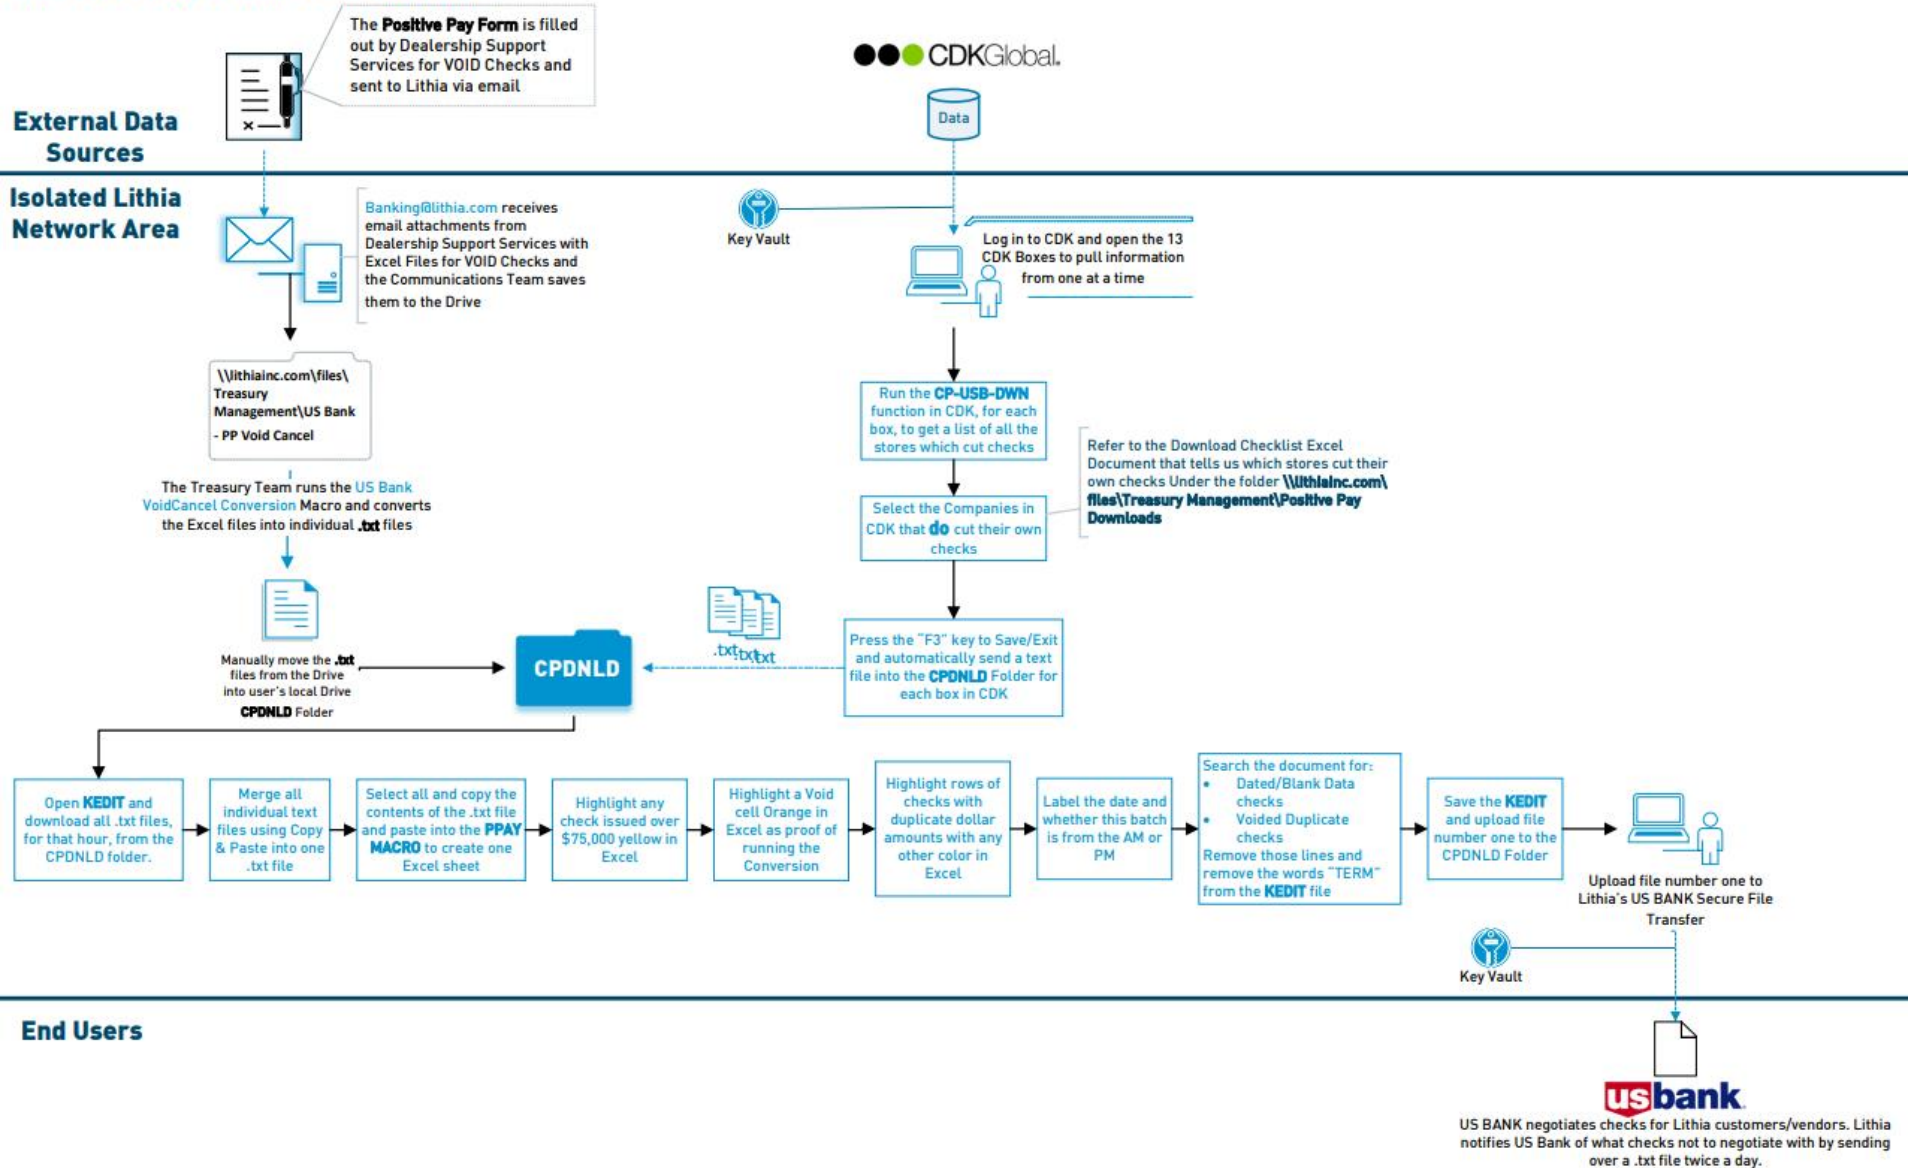 The Positive Pay Form is filled
out by Dealership Support
Services for VOID Checks and
sent to Lithia via email
CDKGlobal.
Data
External Data
Sources
Isolated Lithia
Network Area
Banking@lithia.com receives
email attachments from
Dealership Support Services with
Excel Files for VOID Checks and
the Communications Team saves
them to the Drive
Key Vault
Log in to CDK and open the 13
CDK Boxes to pull information
from one at a time
\\lithiainc.com\files\
Treasury
Management\US Bank
- PP Void Cancel
Run the CP-USB-DWN
function in CDK, for each
box, to get a list of all the
stores which cut checks
Refer to the Download Checklist Excel
Document that tells us which stores cut their
own checks Under the folder \\lithiainc.com\
files\Treasury Management\Positive Pay
Downloads
The Treasury Team runs the US Bank
VoidCancel Conversion Macro and converts
the Excel files into individual .txt files
Select the Companies in
CDK that do cut their own
checks
Manually move the .txt
files from the Drive
into user's local Drive
CPDNLD Folder
CPDNLD
.txt.txt.txt
Press the "F3" key to Save/Exit
and automatically send a text
file into the CPDNLD Folder for
each box in CDK
Open KEDIT and
download all .txt files,
for that hour, from the
CPDNLD folder.
Merge all
individual text
files using Copy
& Paste into one
.txt file
Select all and copy the
contents of the .txt file
and paste into the PPAY
MACRO to create one
Excel sheet
Highlight any
check issued over
$75,000 yellow in
Excel
Highlight a Void
cell Orange in
Excel as proof of
running the
Conversion
Highlight rows of
checks with
duplicate dollar
amounts with any
other color in
Excel
Label the date and
whether this batch
is from the AM or
PM
Search the document for:
• Dated/Blank Data
checks
• Voided Duplicate
checks
Remove those lines and
remove the words "TERM"
from the KEDIT file
Save the KEDIT
and upload file
number one to the
CPDNLD Folder
Upload file number one to
Lithia's US BANK Secure File
Transfer
Key Vault
End Users
usbank
US BANK negotiates checks for Lithia customers/vendors. Lithia
notifies US Bank of what checks not to negotiate with by sending
over a .txt file twice a day.